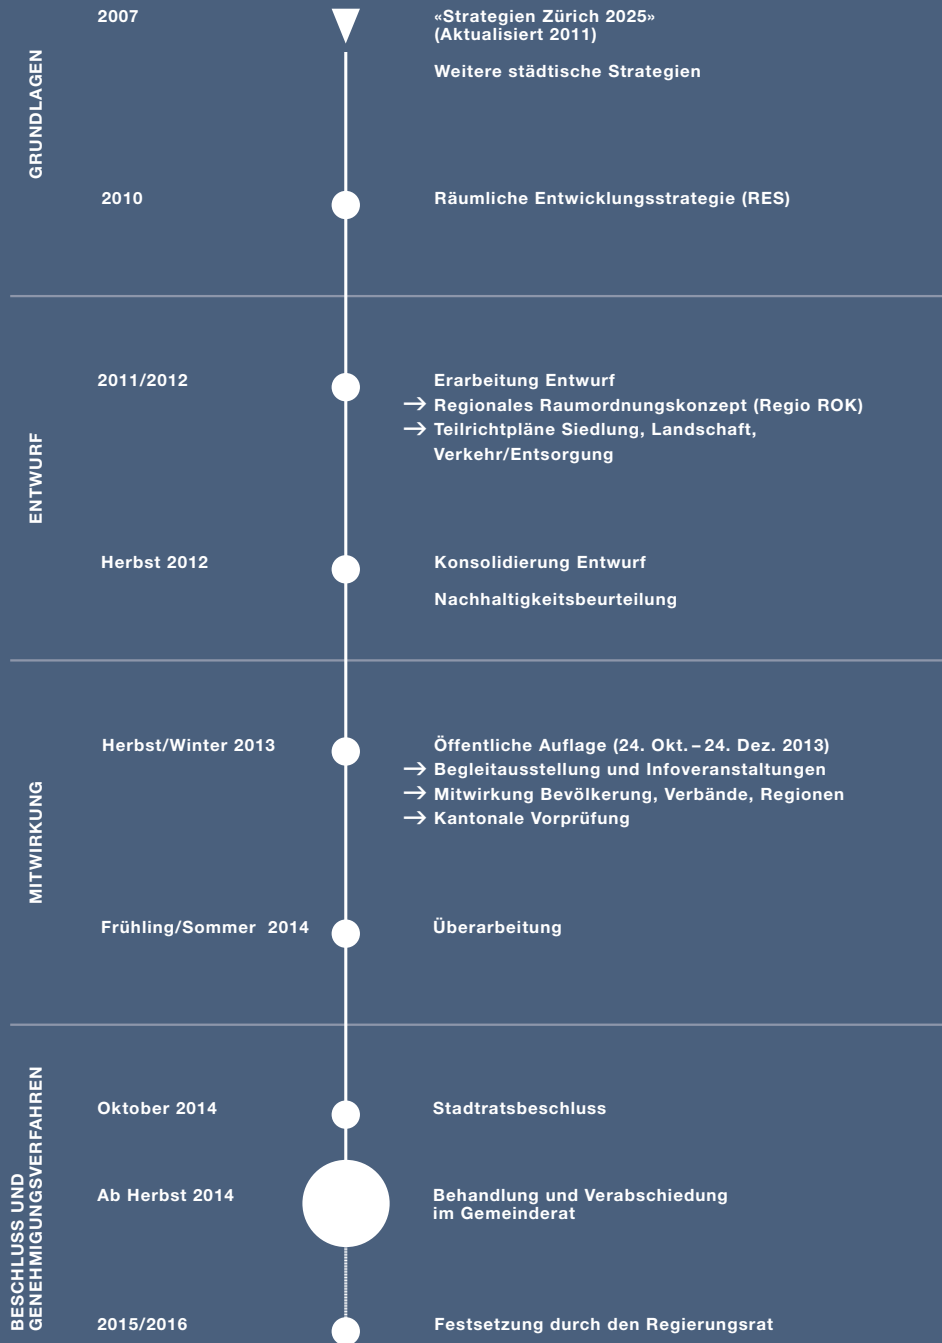 GRUNDLAGEN
2007
«Strategien Zürich 2025»
(Aktualisiert 2011)
Weitere städtische Strategien
2010
Räumliche Entwicklungsstrategie (RES)
ENTWURF
2011/2012
Erarbeitung Entwurf
→ Regionales Raumordnungskonzept (Regio ROK)
→ Teilrichtpläne Siedlung, Landschaft,
Verkehr/Entsorgung
Herbst 2012
Konsolidierung Entwurf
Nachhaltigkeitsbeurteilung
MITWIRKUNG
Herbst/Winter 2013
Öffentliche Auflage (24. Okt. – 24. Dez. 2013)
→ Begleitausstellung und Infoveranstaltungen
→ Mitwirkung Bevölkerung, Verbände, Regionen
→ Kantonale Vorprüfung
Frühling/Sommer 2014
Überarbeitung
BESCHLUSS UND
GENEHMIGUNGSVERFAHREN
Oktober 2014
Stadtratsbeschluss
Ab Herbst 2014
Behandlung und Verabschiedung
im Gemeinderat
2015/2016
Festsetzung durch den Regierungsrat